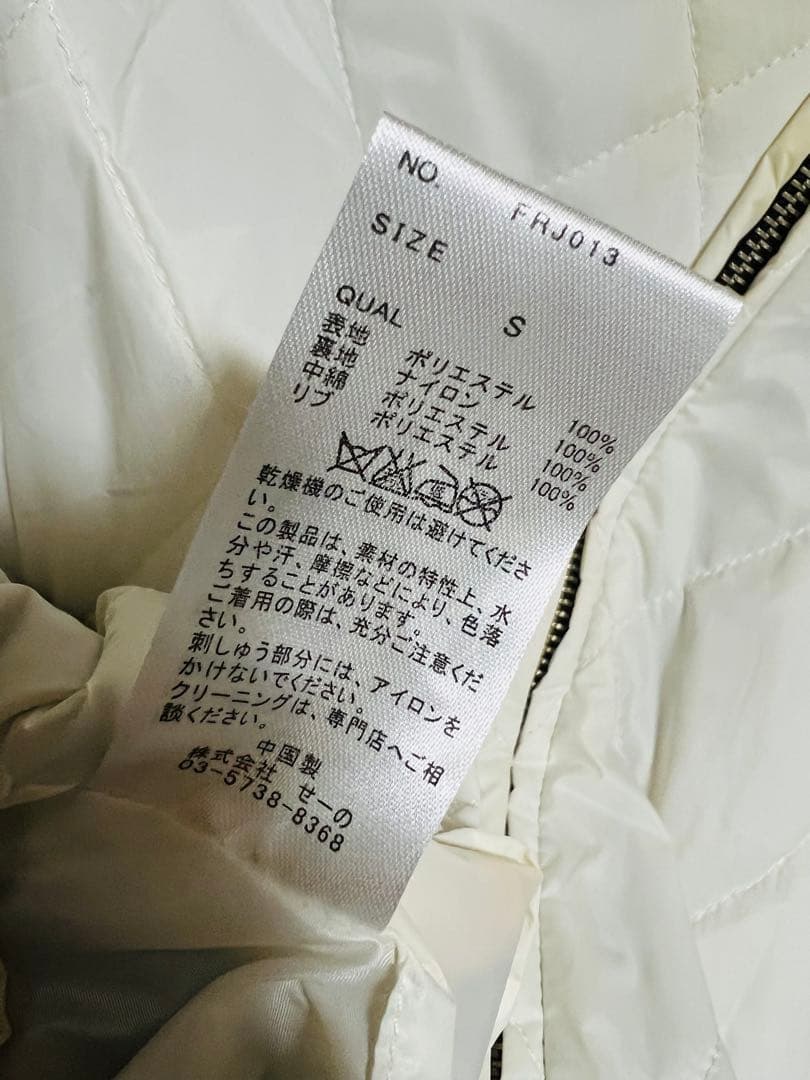 NO. FRJ013
SIZE S
QUAL
表地 ポリエステル 100%
裏地 ナイロン 100%
中綿 ポリエステル 100%
リブ ポリエステル 100%
乾燥機のご使用は避けてくださ
い。
この製品は、素材の特性上、水
分や汗、摩擦などにより、色落
ちすることがあります。
ご着用の際は、充分ご注意くだ
さい。
刺しゅう部分には、アイロンを
かけないでください。
クリーニングは、専門店へご相
談ください。
中国製
株式会社 せーの
03-5738-8368